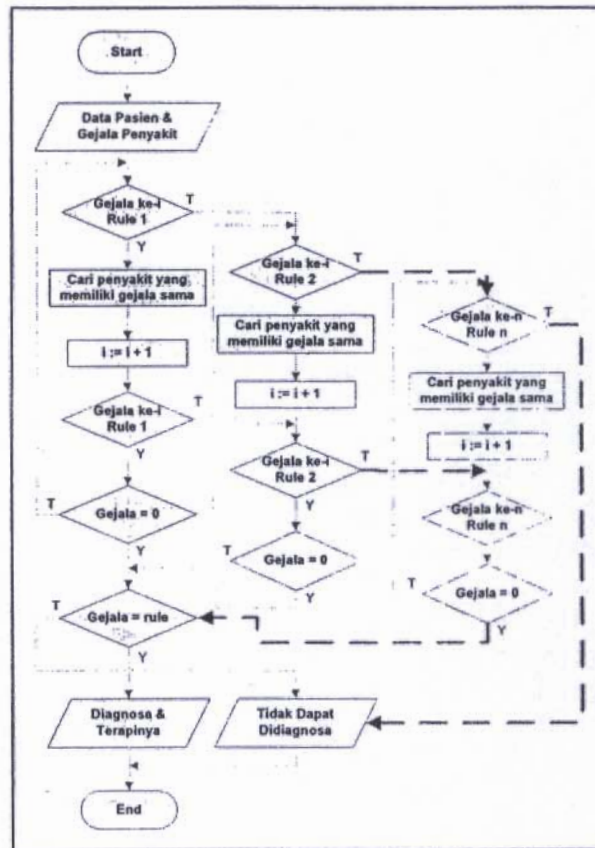 Start
Data Pasien &
Gejala Penyakit
Gejala ke-i
Rule 1
T
Y
Cari penyakit yang
memiliki gejala sama
i := i + 1
Gejala ke-i
Rule 1
T
Y
Gejala = 0
T
Y
Gejala = rule
T
Y
Diagnosa &
Terapinya
End
Gejala ke-i
Rule 2
T
Cari penyakit yang
memiliki gejala sama
i := i + 1
Gejala ke-i
Rule 2
T
Y
Gejala = 0
T
Y
Tidak Dapat
Didiagnosa
Gejala ke-n
Rule n
T
Cari penyakit yang
memiliki gejala sama
i := i + 1
Gejala ke-n
Rule n
Gejala = 0
T
Y